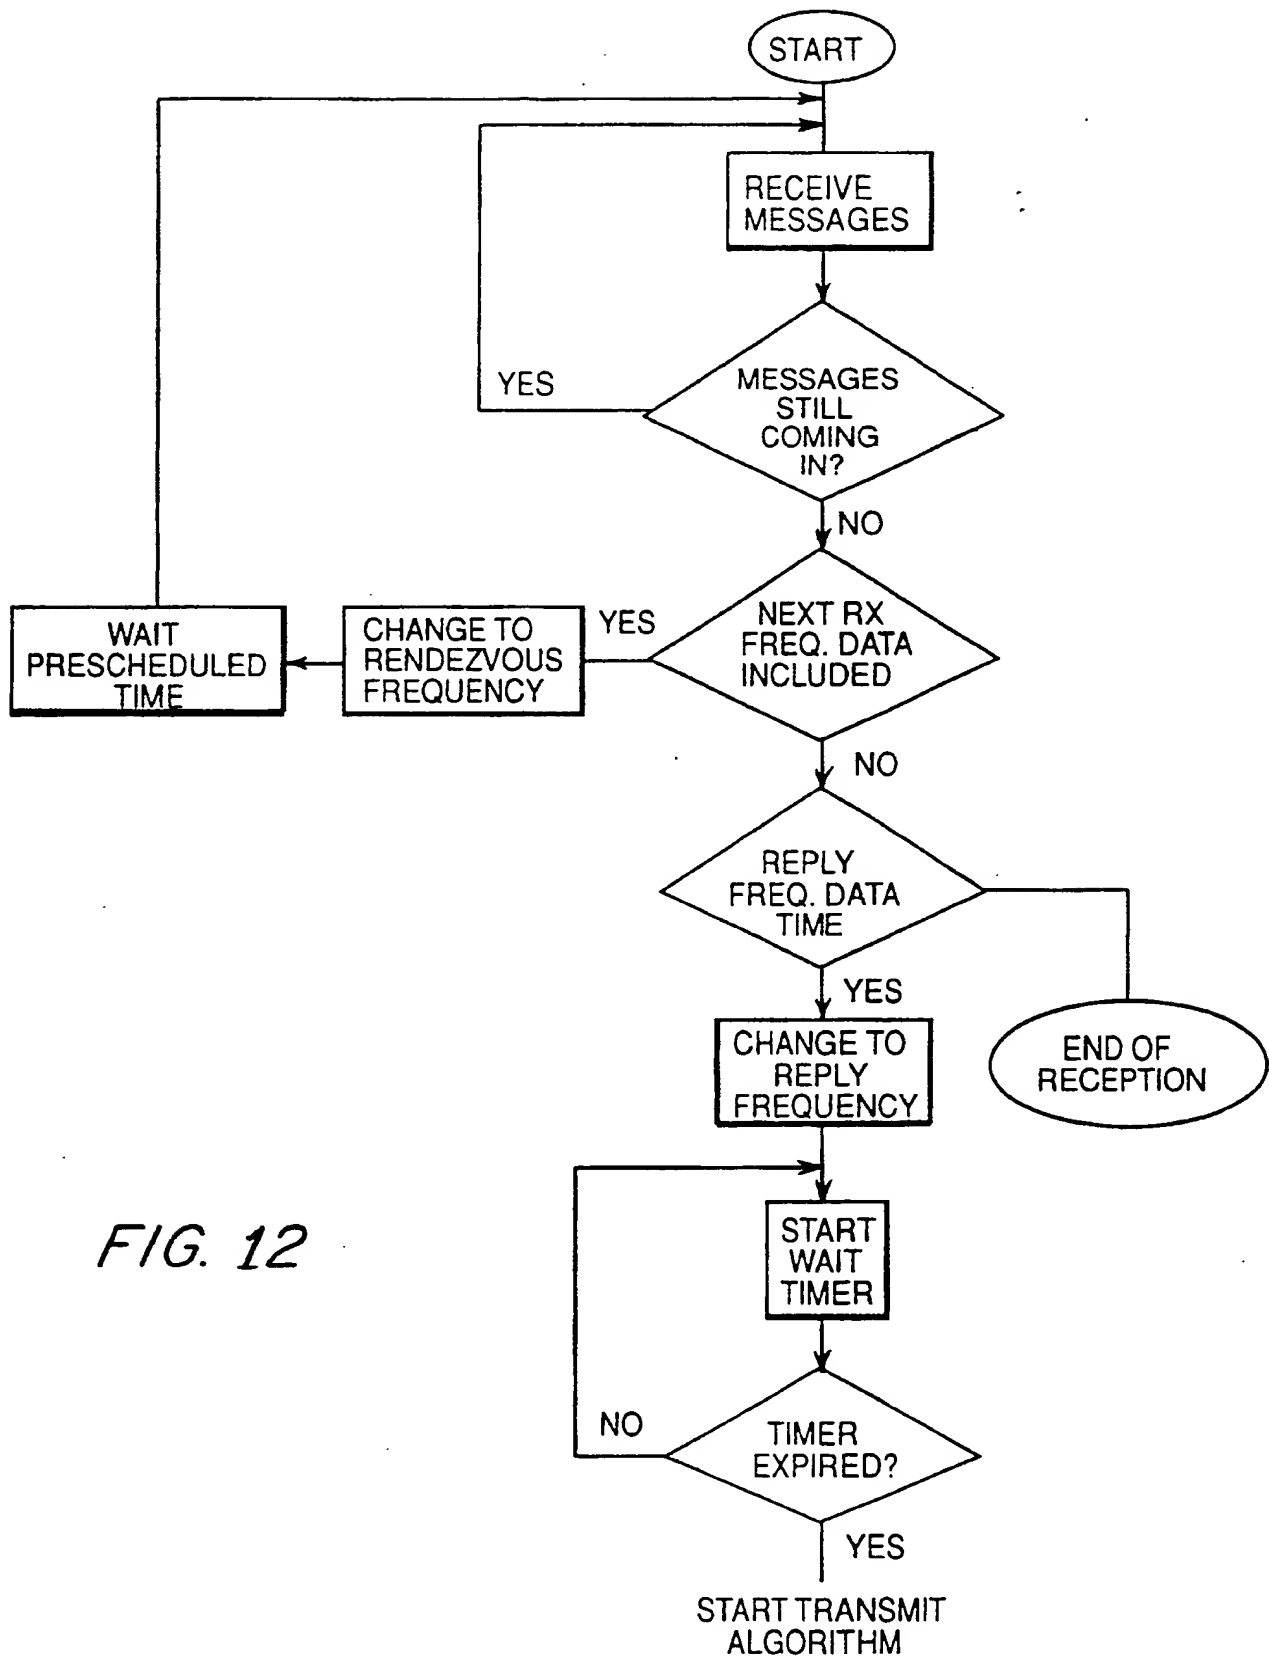 START
RECEIVE
MESSAGES
YES
MESSAGES
STILL
COMING
IN?
NO
WAIT
PRESCHEDULED
TIME
CHANGE TO
RENDEZVOUS
FREQUENCY
YES
NEXT RX
FREQ. DATA
INCLUDED
NO
REPLY
FREQ. DATA
TIME
YES
CHANGE TO
REPLY
FREQUENCY
END OF
RECEPTION
FIG. 12
START
WAIT
TIMER
NO
TIMER
EXPIRED?
YES
START TRANSMIT
ALGORITHM